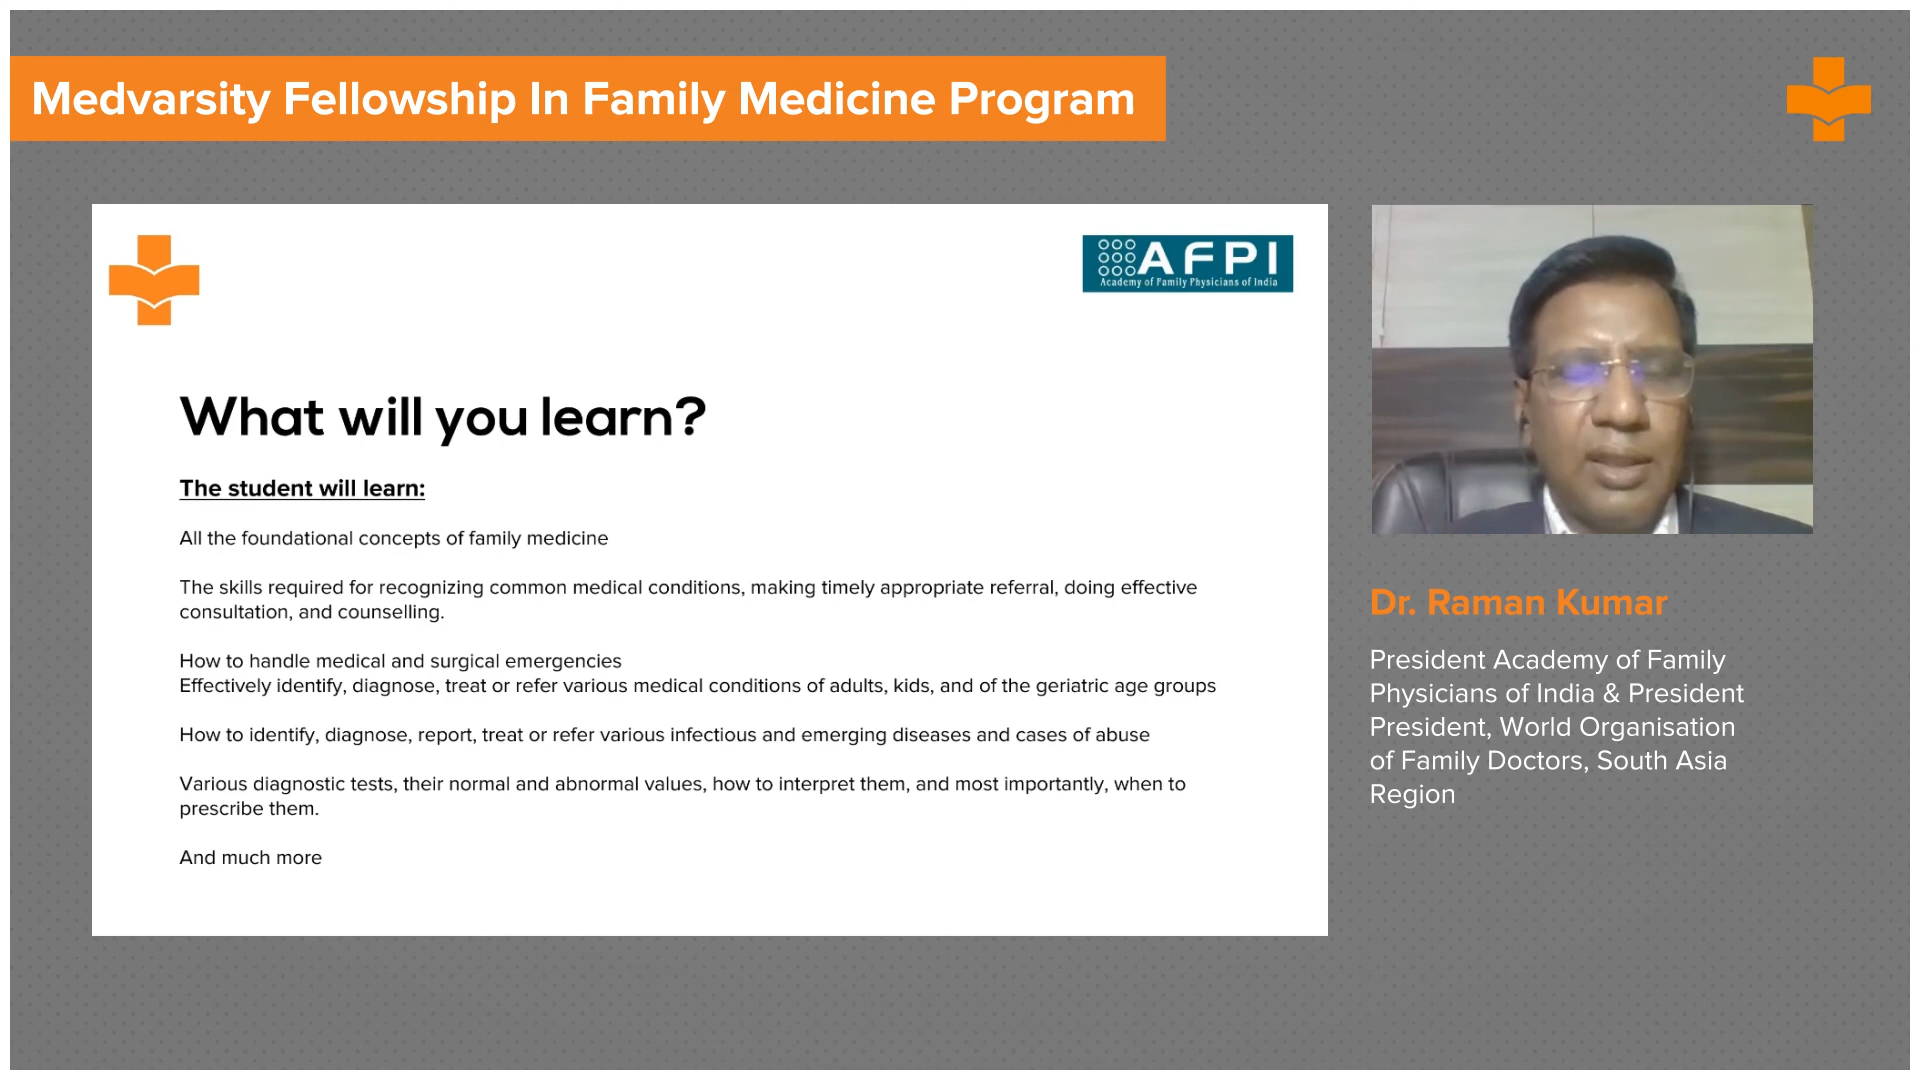 Medvarsity Fellowship In Family Medicine Program
AFPI
Academy of Family Physicians of India
What will you learn?
The student will learn:
All the foundational concepts of family medicine
The skills required for recognizing common medical conditions, making timely appropriate referral, doing effective
consultation, and counselling.
How to handle medical and surgical emergencies
Effectively identify, diagnose, treat or refer various medical conditions of adults, kids, and of the geriatric age groups
How to identify, diagnose, report, treat or refer various infectious and emerging diseases and cases of abuse
Various diagnostic tests, their normal and abnormal values, how to interpret them, and most importantly, when to
prescribe them.
And much more
Dr. Raman Kumar
President Academy of Family
Physicians of India & President
President, World Organisation
of Family Doctors, South Asia
Region